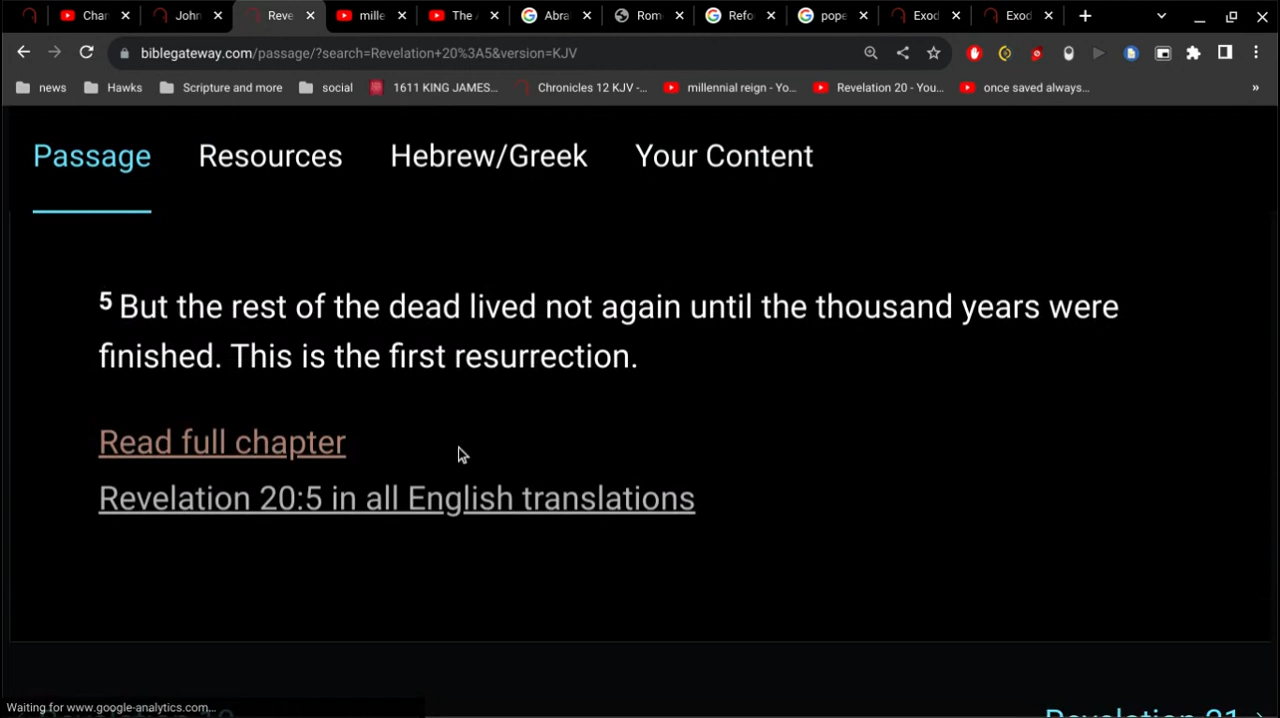 Char
John
Reve
mille
The
Abra
Rom
Refo
pope
Exod
Exod
biblegateway.com/passage/?search=Revelation+20%3A5&version=KJV
news
Hawks
Scripture and more
social
1611 KING JAMES...
Chronicles 12 KJV -...
millennial reign - Yo...
Revelation 20 - You...
once saved always...
»
Passage
Resources
Hebrew/Greek
Your Content
5 But the rest of the dead lived not again until the thousand years were
finished. This is the first resurrection.
Read full chapter
Revelation 20:5 in all English translations
Waiting for www.google-analytics.com...
Revelation 21